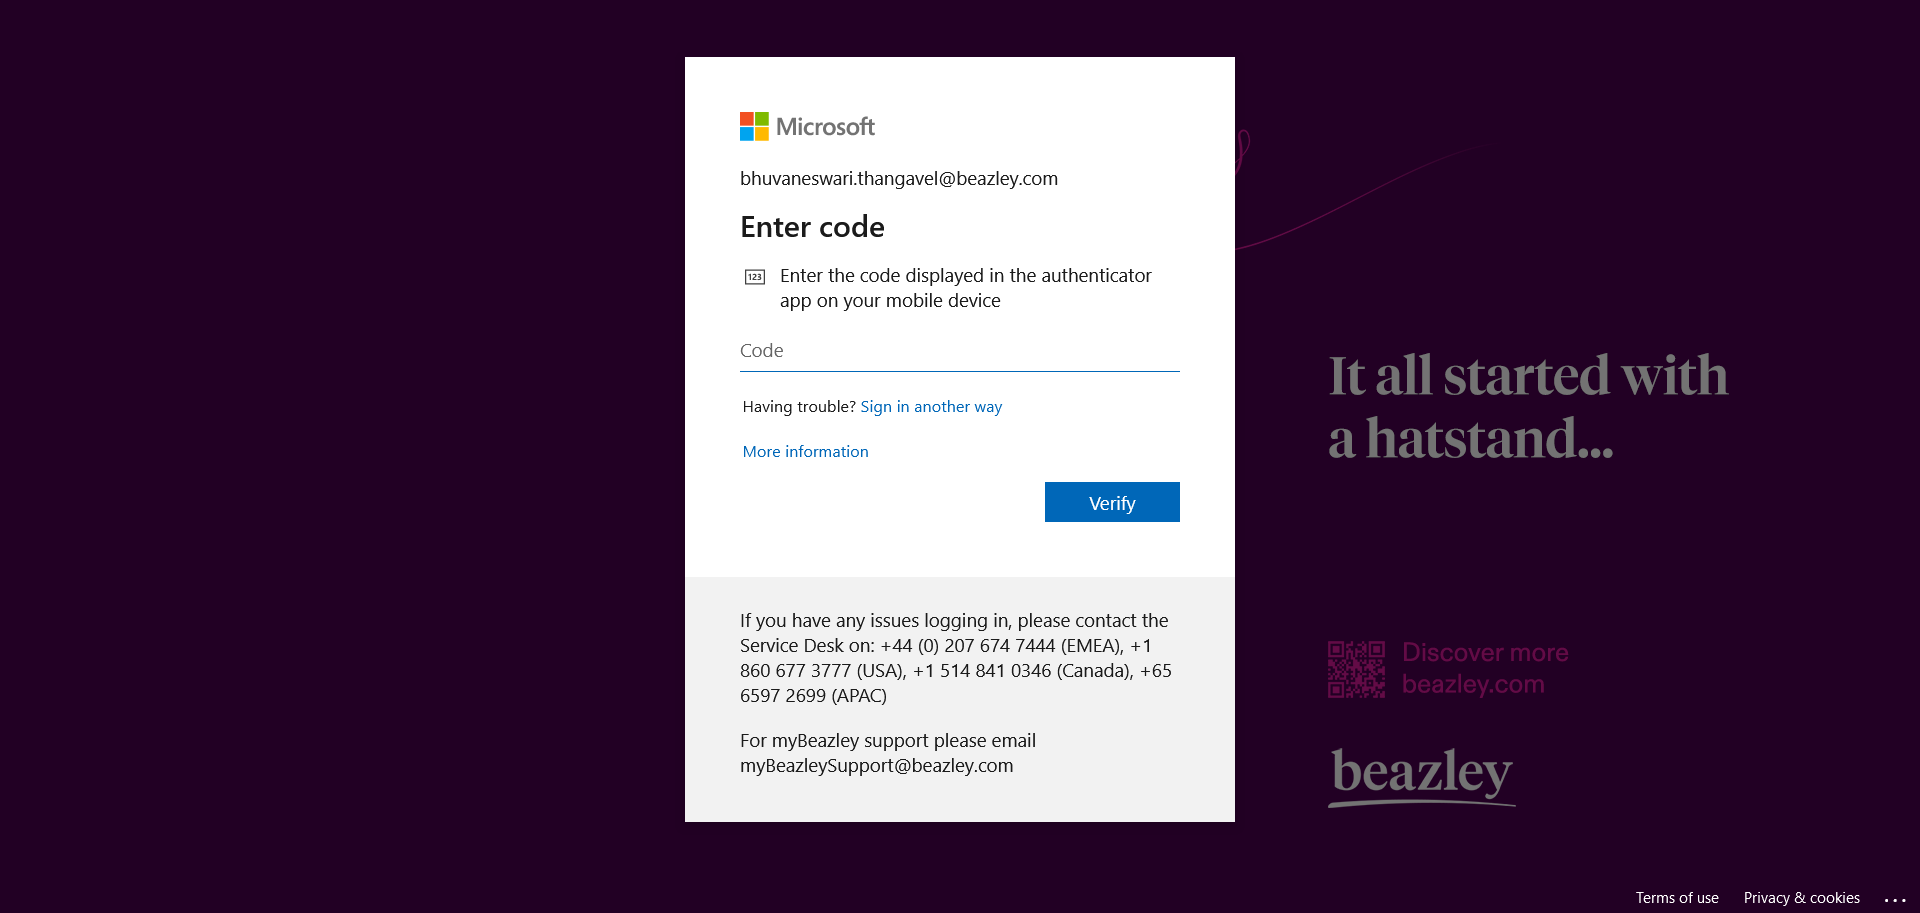 Microsoft
bhuvaneswari.thangavel@beazley.com
Enter code
123
Enter the code displayed in the authenticator
app on your mobile device
Code
Having trouble? Sign in another way
More information
Verify
If you have any issues logging in, please contact the
Service Desk on: +44 (0) 207 674 7444 (EMEA), +1
860 677 3777 (USA), +1 514 841 0346 (Canada), +65
6597 2699 (APAC)
For myBeazley support please email
myBeazleySupport@beazley.com
It all started with
a hatstand...
Discover more
beazley.com
beazley
Terms of use
Privacy & cookies
...